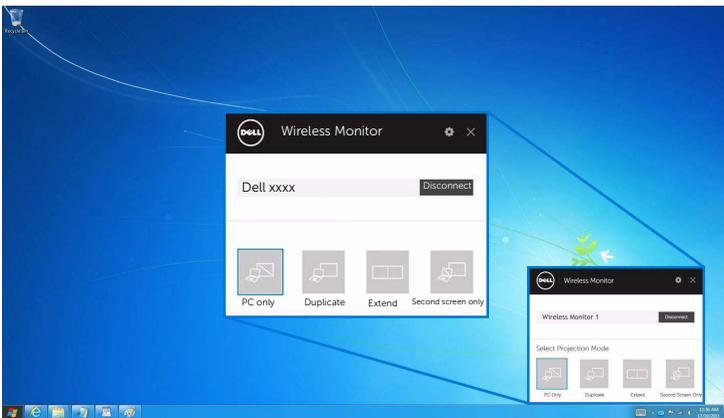 Recycle Bin
DELL
Wireless Monitor
Dell xxxx
Disconnect
PC only
Duplicate
Extend
Second screen only
DELL
Wireless Monitor
Wireless Monitor 1
Disconnect
Select Projection Mode
PC Only
Duplicate
Extend
Second Screen Only